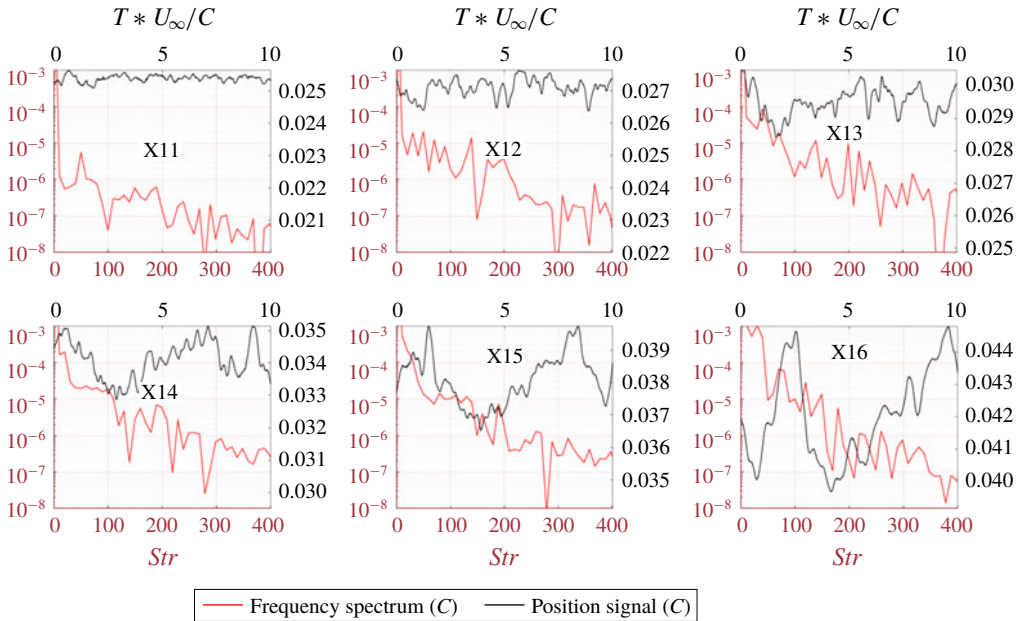 T ∗ U∞/C T ∗ U∞/C T ∗ U∞/C
0 5 10 0 5 10 0 5 10
10⁻³ 10⁻³ 10⁻³
10⁻⁴ 10⁻⁴ 10⁻⁴
10⁻⁵ 10⁻⁵ 10⁻⁵
10⁻⁶ 10⁻⁶ 10⁻⁶
10⁻⁷ 10⁻⁷ 10⁻⁷
10⁻⁸ 10⁻⁸ 10⁻⁸
X11 X12 X13
0.025 0.027 0.030
0.024 0.026 0.029
0.023 0.025 0.028
0.022 0.024 0.027
0.021 0.023 0.026
0.022 0.025
0 100 200 300 400 0 100 200 300 400 0 100 200 300 400
0 5 10 0 5 10 0 5 10
10⁻³ 10⁻³ 10⁻³
10⁻⁴ 10⁻⁴ 10⁻⁴
10⁻⁵ 10⁻⁵ 10⁻⁵
10⁻⁶ 10⁻⁶ 10⁻⁶
10⁻⁷ 10⁻⁷ 10⁻⁷
10⁻⁸ 10⁻⁸ 10⁻⁸
X14 X15 X16
0.035 0.039 0.044
0.034 0.038 0.043
0.033 0.037 0.042
0.032 0.036 0.041
0.031 0.035 0.040
0.030
0 100 200 300 400 0 100 200 300 400 0 100 200 300 400
Str Str Str
Frequency spectrum (C) Position signal (C)